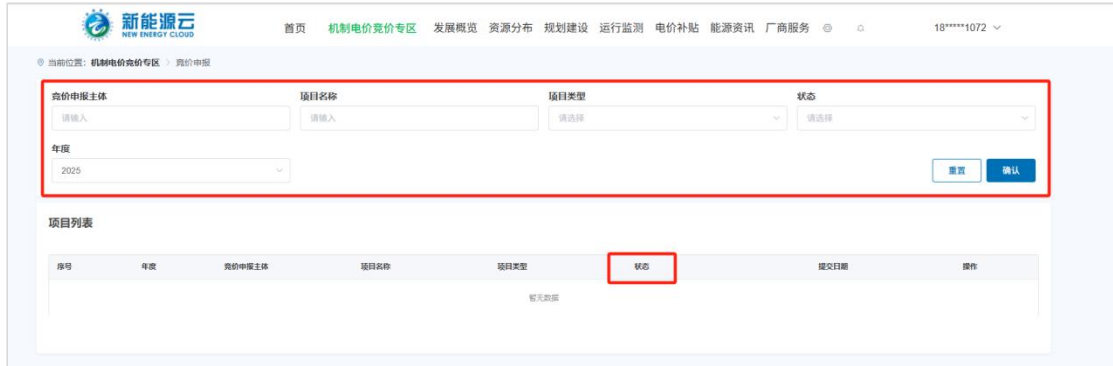 新能源云
NEW ENERGY CLOUD
首页 机制电价竞价专区 发展概览 资源分布 规划建设 运行监测 电价补贴 能源资讯 厂商服务 18*****1072
当前位置：机制电价竞价专区 > 竞价申报
竞价申报主体 项目名称 项目类型 状态
请输入 请输入 请选择 请选择
年度
2025 重置 确认
项目列表
序号 年度 竞价申报主体 项目名称 项目类型 状态 提交日期 操作
暂无数据